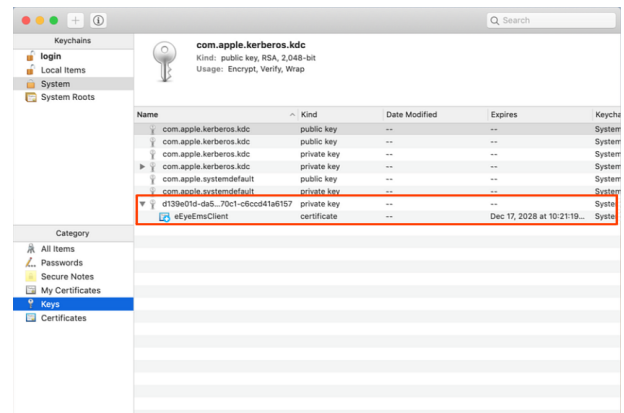 Search
Keychains
login
Local Items
System
System Roots
com.apple.kerberos.kdc
Kind: public key, RSA, 2,048-bit
Usage: Encrypt, Verify, Wrap
Name Kind Date Modified Expires Keycha
com.apple.kerberos.kdc public key -- -- System
com.apple.kerberos.kdc public key -- -- System
com.apple.kerberos.kdc private key -- -- System
com.apple.kerberos.kdc private key -- -- System
com.apple.systemdefault public key -- -- System
com.apple.systemdefault private key -- -- System
d139e01d-da5...70c1-c6ccd41a6157 private key -- -- Syste
eEyeEmsClient certificate -- Dec 17, 2028 at 10:21:19... Syste
Category
All Items
Passwords
Secure Notes
My Certificates
Keys
Certificates